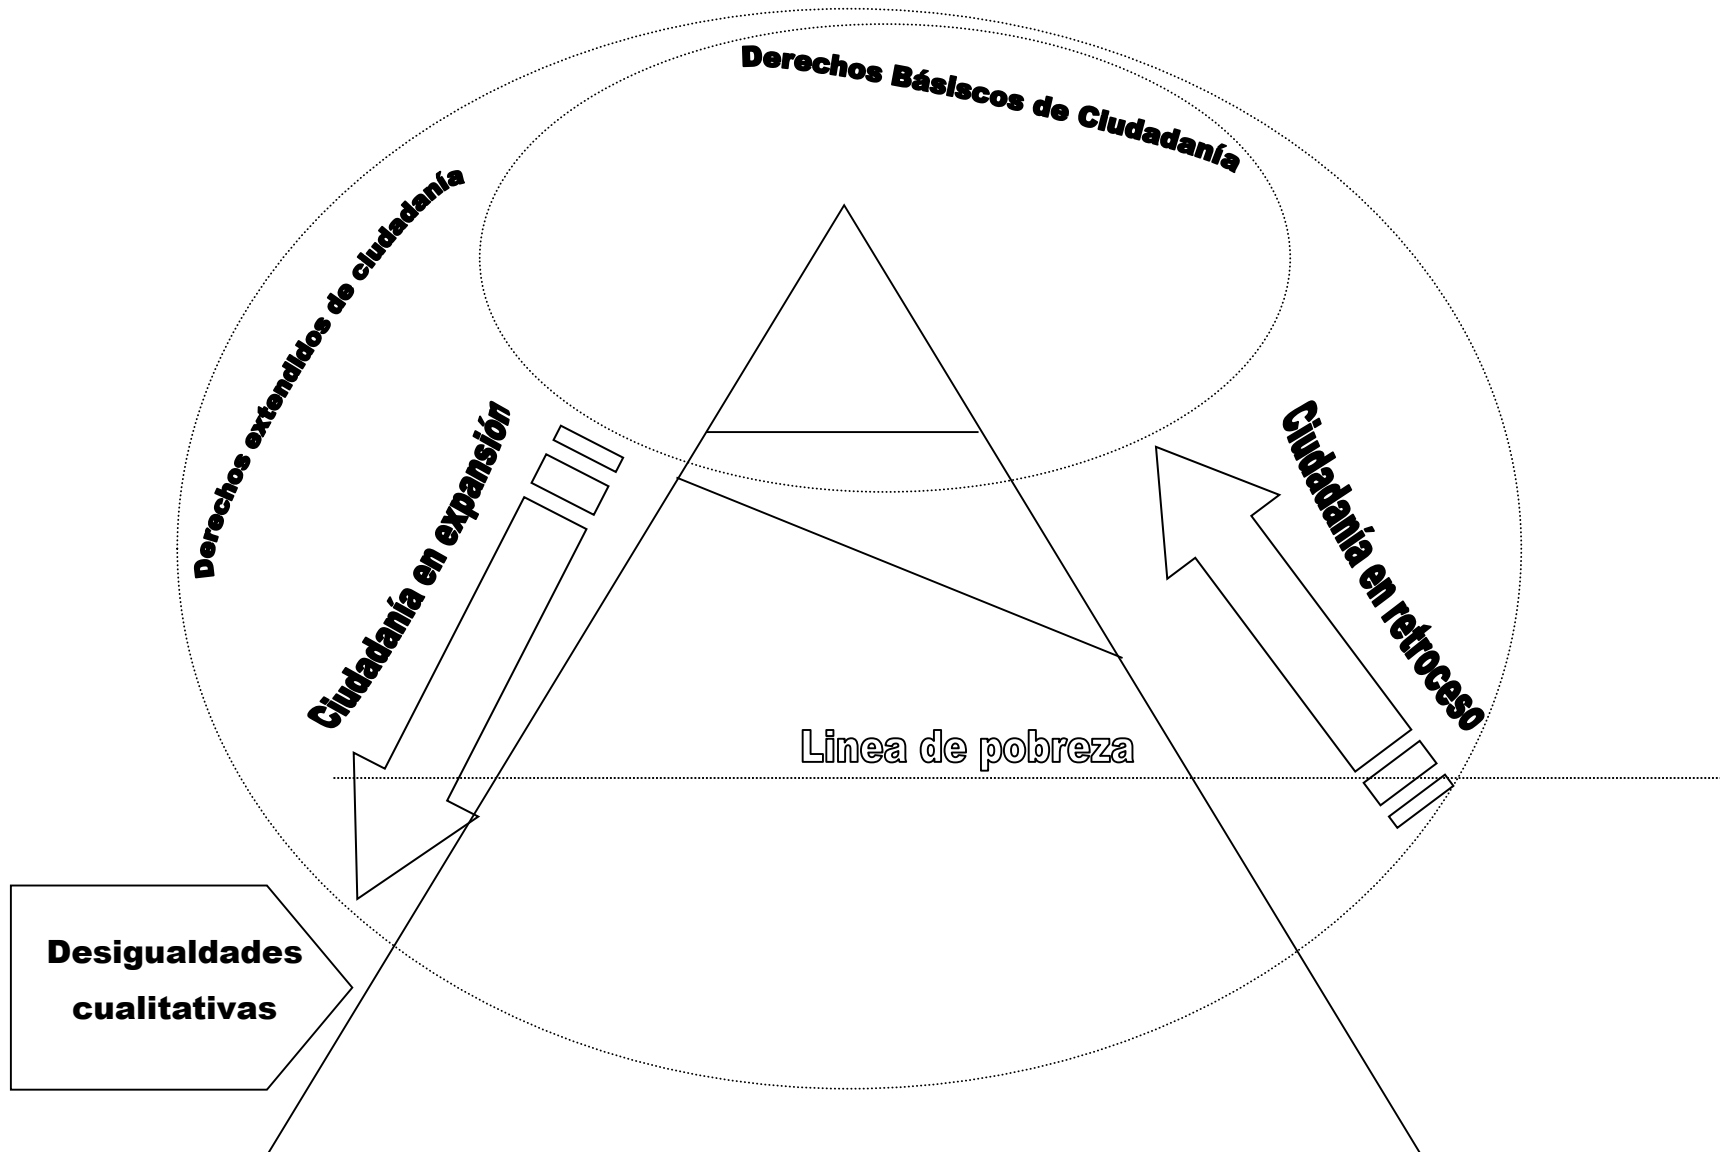 Derechos Básiscos de Ciudadanía
Derechos extendidos de ciudadanía
Ciudadanía en expansión
Ciudadanía en retroceso
Linea de pobreza
Desigualdades
cualitativas